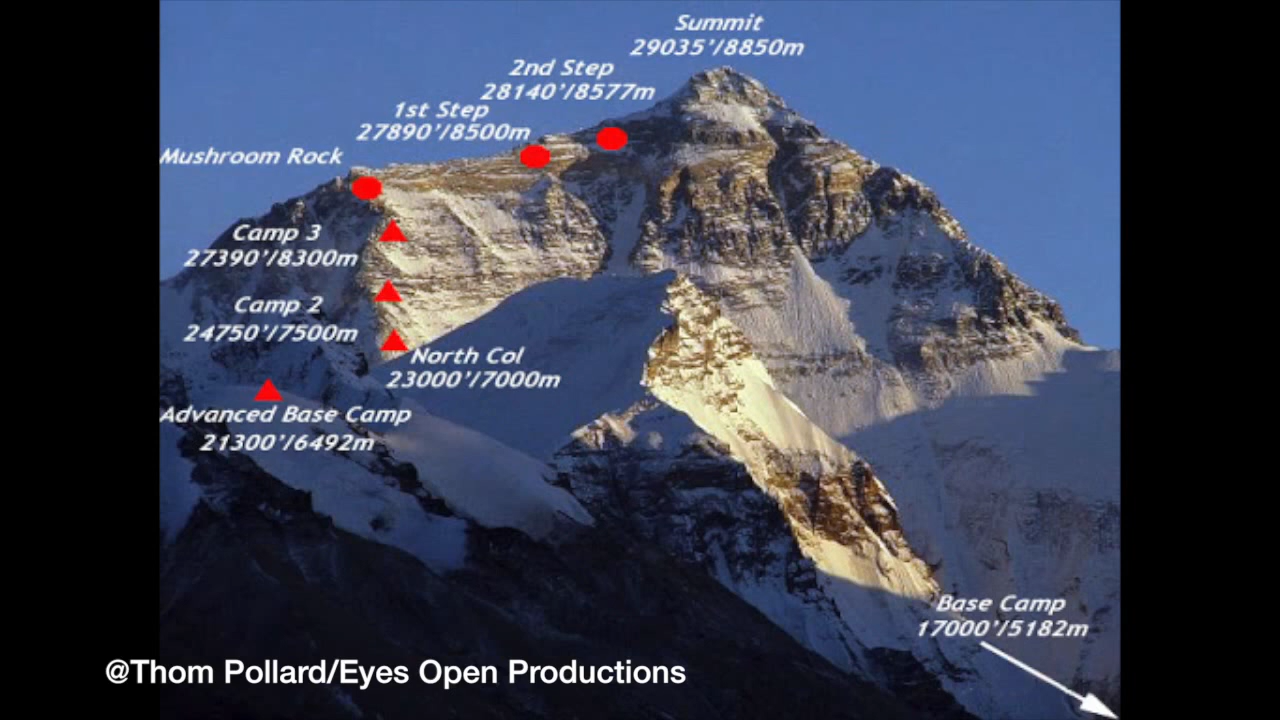 Summit
29035'/8850m
2nd Step
28140'/8577m
1st Step
27890'/8500m
Mushroom Rock
Camp 3
27390'/8300m
Camp 2
24750'/7500m
North Col
23000'/7000m
Advanced Base Camp
21300'/6492m
Base Camp
17000'/5182m
@Thom Pollard/Eyes Open Productions